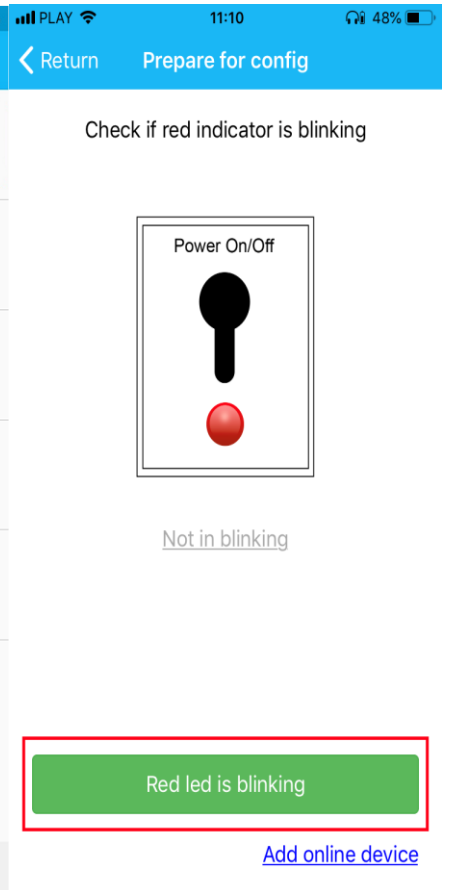 PLAY 11:10 48%
Return Prepare for config
Check if red indicator is blinking
Power On/Off
Not in blinking
Red led is blinking
Add online device